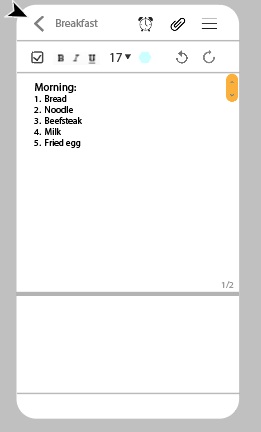 Breakfast
B I U 17
Morning:
1. Bread
2. Noodle
3. Beefsteak
4. Milk
5. Fried egg
1/2